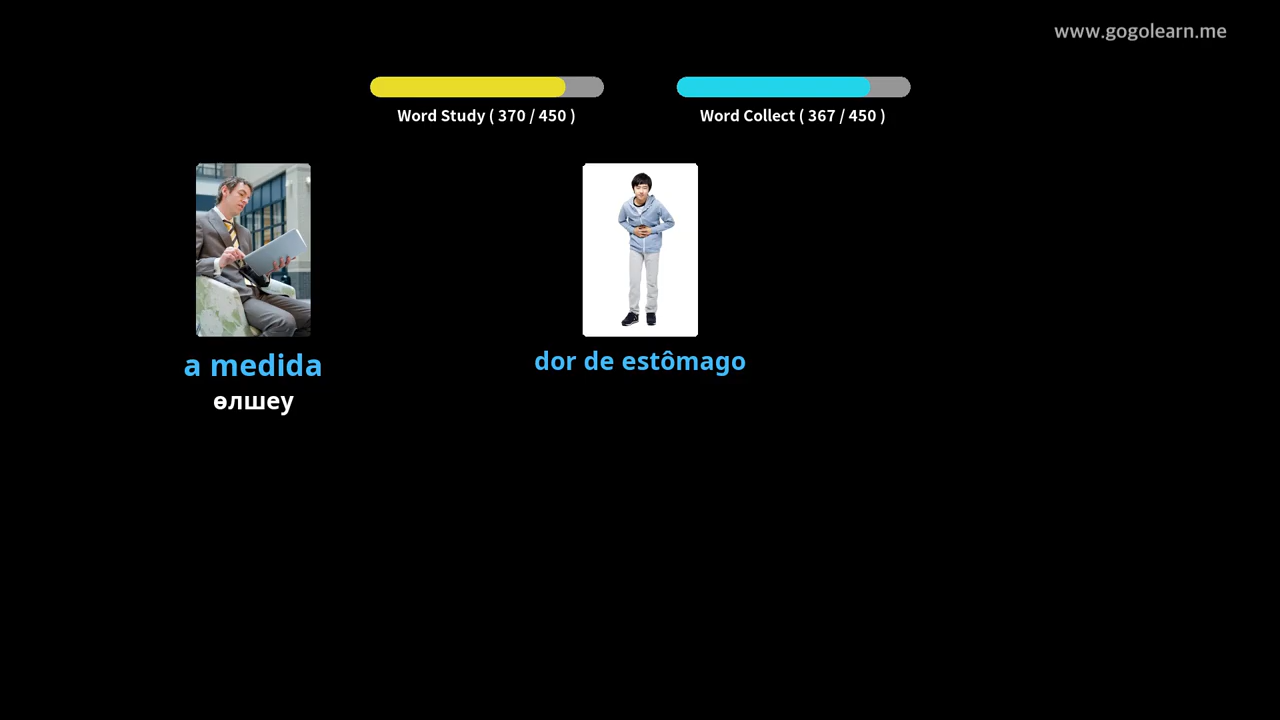 www.gogolearn.me
Word Study ( 370 / 450 )
Word Collect ( 367 / 450 )
a medida
өлшеу
dor de estômago